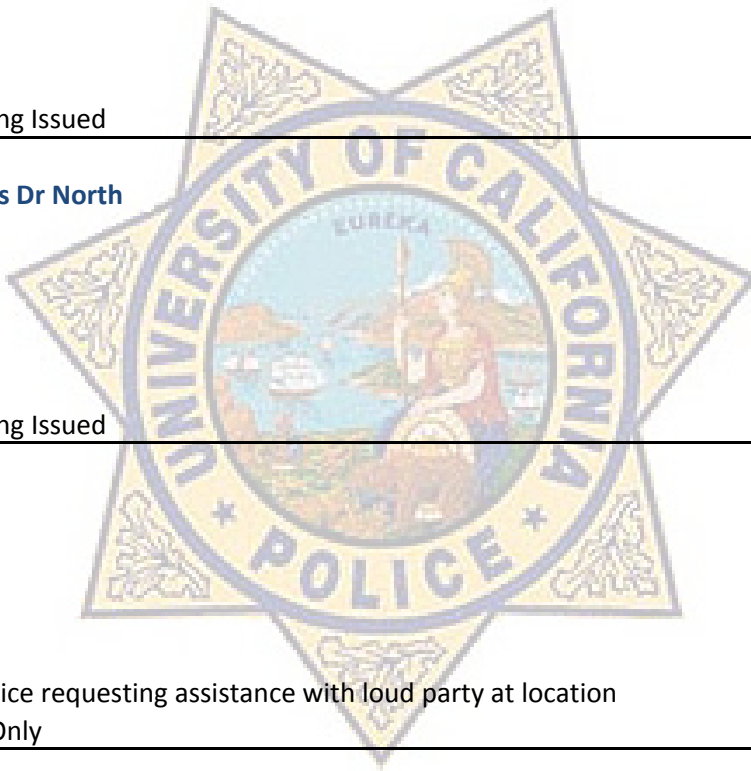 ng Issued
s Dr North
UNIVERSITY OF CALIFORNIA
EUREKA
ng Issued
POLICE
ice requesting assistance with loud party at location
Only